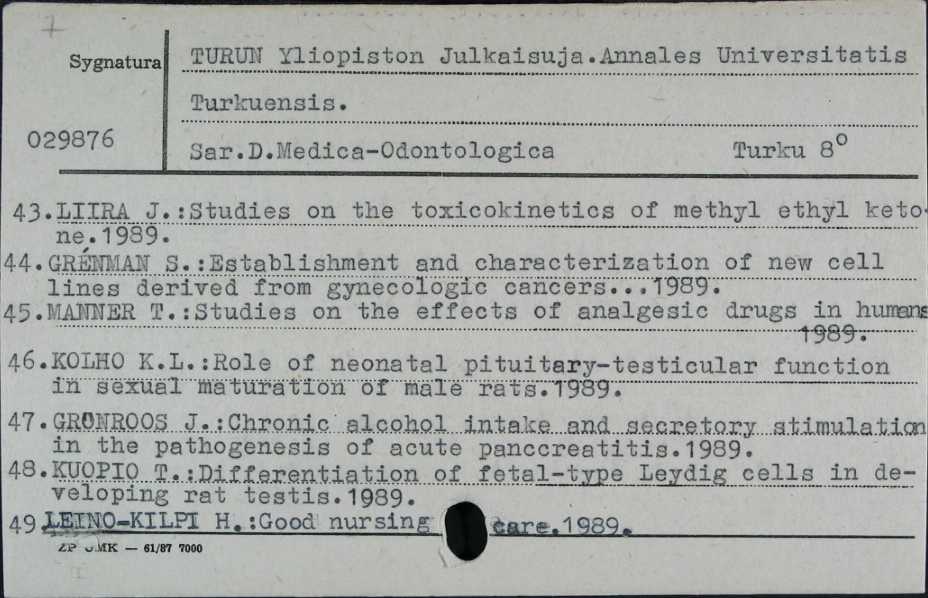 Sygnatura
029876
TURUN Yliopiston Julkaisuja.Annales Universitatis
Turkuensis.
Sar.D.Medica-Odontologica Turku 8°
43.LIIRA J.:Studies on the toxicokinetics of methyl ethyl keto-
ne.1989.
44.GRÉNMAN S.:Establishment and characterization of new cell
lines derived from gynecologic cancers...1989.
45.MANNER T.:Studies on the effects of analgesic drugs in humans
1989.
46.KOLHO K.L.:Role of neonatal pituitary-testicular function
in sexual maturation of male rats.1989.
47.GRÖNROOS J.:Chronic alcohol intake and secretory stimulation
in the pathogenesis of acute panccreatitis.1989.
48.KUOPIO T.:Differentiation of fetal-type Leydig cells in de-
veloping rat testis.1989.
49.LEINO-KILPI H.:Good nursing care.1989.
— 61/87 7000